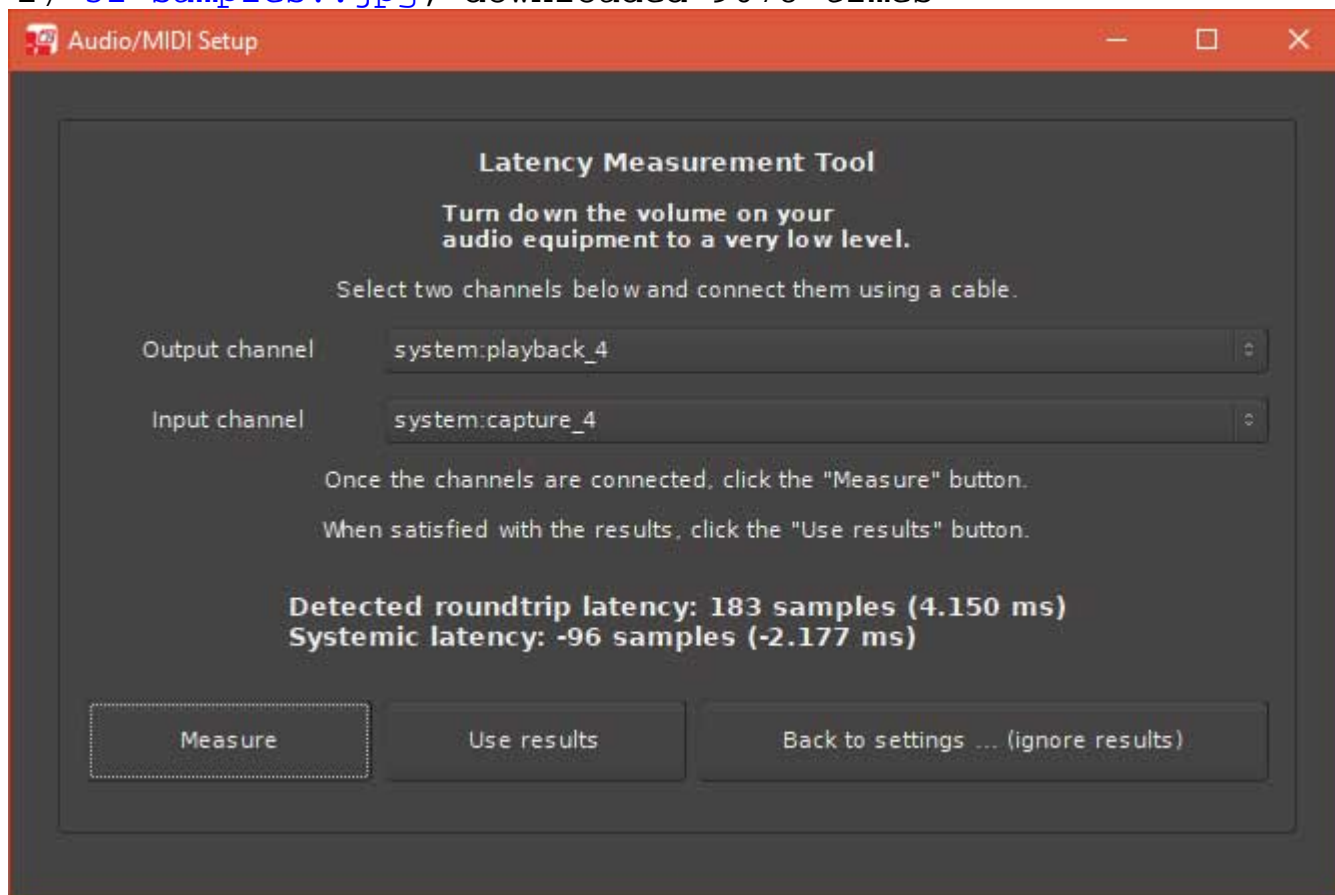 Audio/MIDI Setup
Latency Measurement Tool
Turn down the volume on your
audio equipment to a very low level.
Select two channels below and connect them using a cable.
Output channel system:playback_4
Input channel system:capture_4
Once the channels are connected, click the "Measure" button.
When satisfied with the results, click the "Use results" button.
Detected roundtrip latency: 183 samples (4.150 ms)
Systemic latency: -96 samples (-2.177 ms)
Measure Use results Back to settings ... (ignore results)